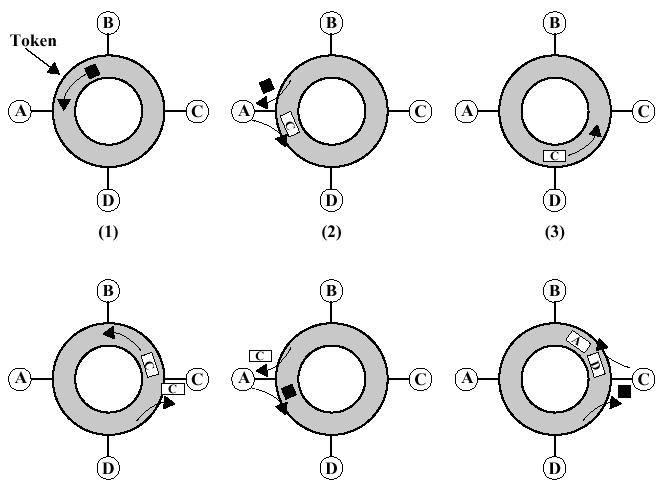 B B B
Token
A C A C A C
C
C
D D D
(1) (2) (3)
B B B
C A
C D
A C C A C A C
D D D